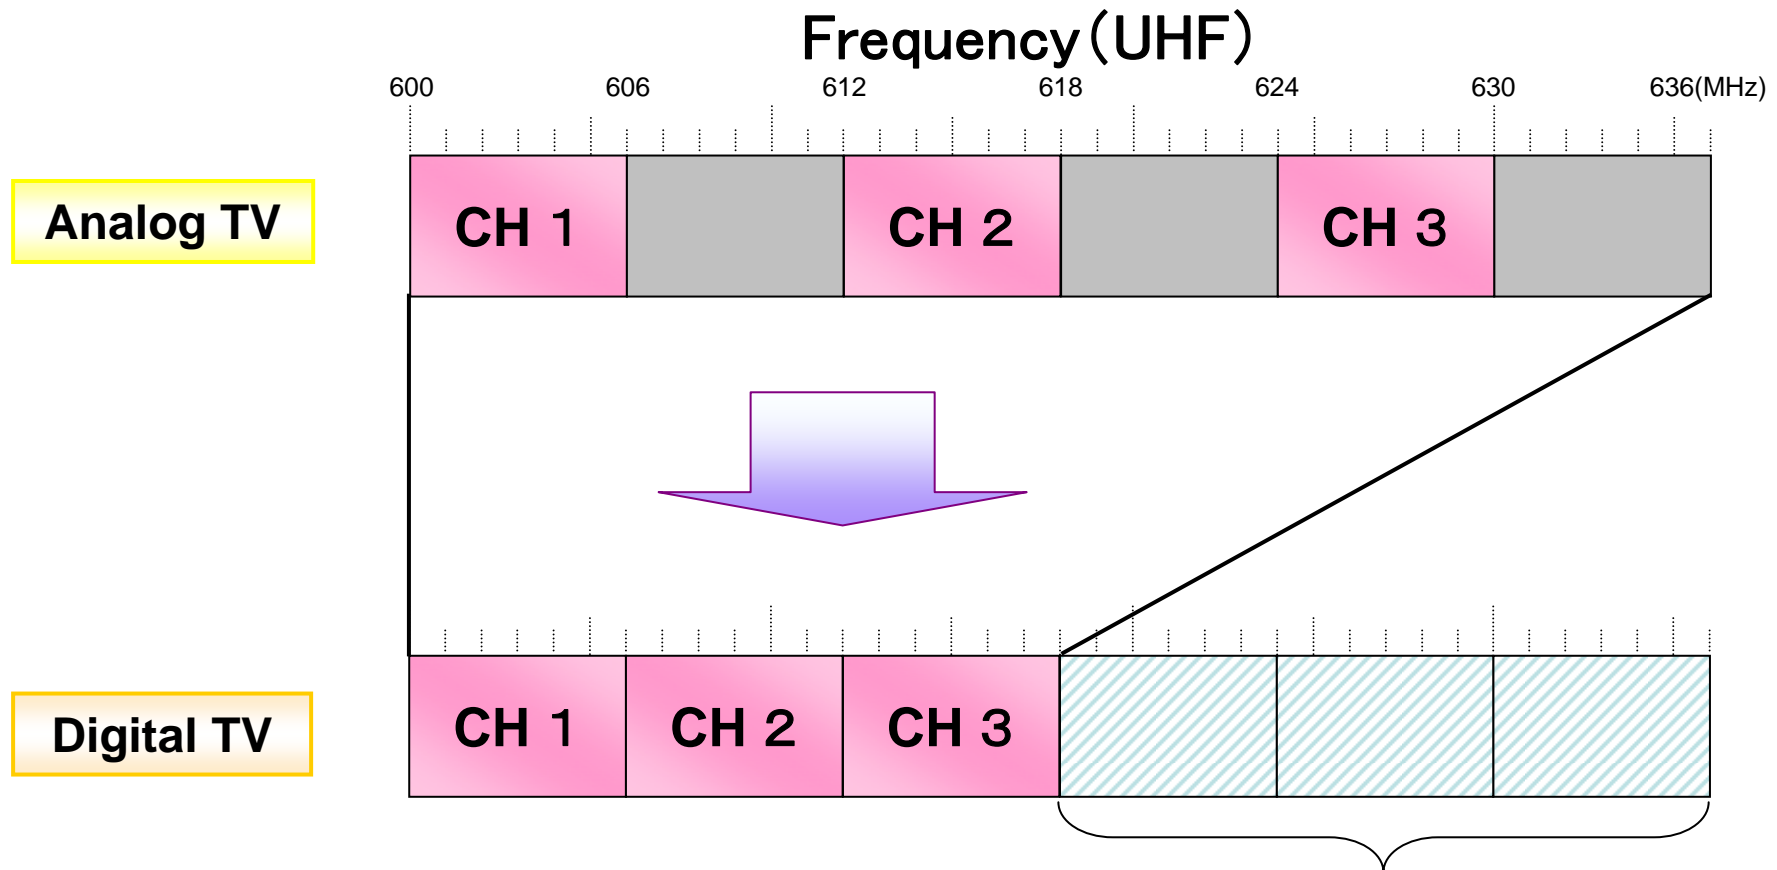 Frequency（UHF）
600 606 612 618 624 630 636(MHz)
Analog TV
CH １ CH ２ CH ３
Digital TV
CH １ CH ２ CH ３